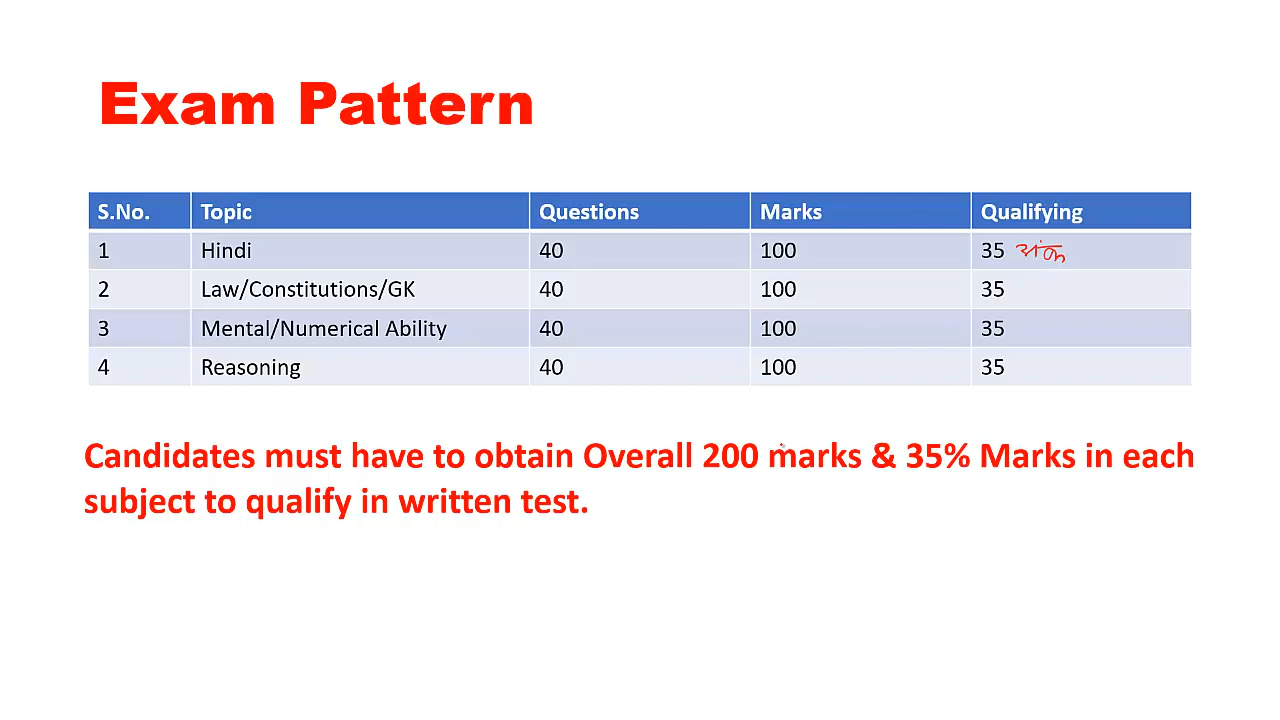 Exam Pattern
S.No. Topic Questions Marks Qualifying
1 Hindi 40 100 35 अंक
2 Law/Constitutions/GK 40 100 35
3 Mental/Numerical Ability 40 100 35
4 Reasoning 40 100 35
Candidates must have to obtain Overall 200 marks & 35% Marks in each
subject to qualify in written test.